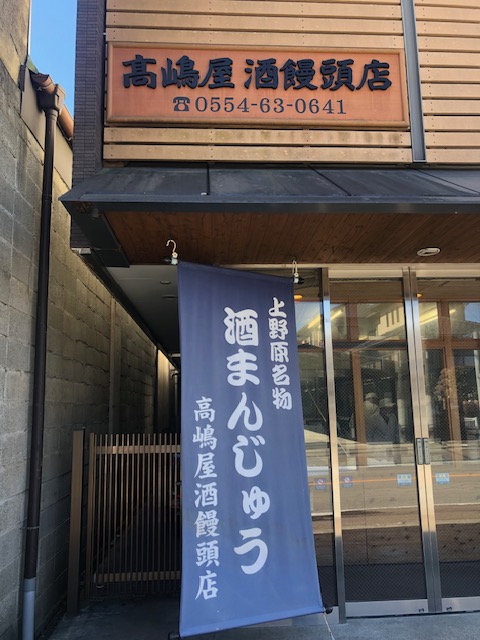 髙嶋屋 酒饅頭店
☎0554-63-0641
上野原名物
酒まんじゅう
高嶋屋酒饅頭店